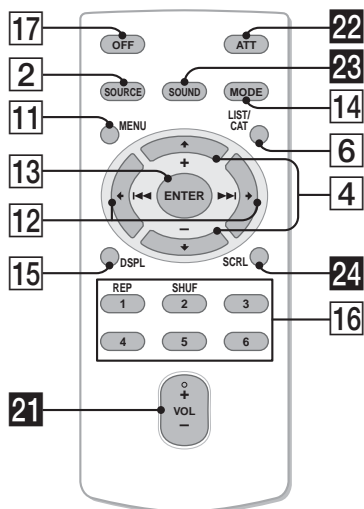 17
22
OFF
ATT
2
23
SOURCE
SOUND
MODE
11
MENU
LIST/
CAT
14
6
+
13
ENTER
4
12
−
15
DSPL
SCRL
24
REP
SHUF
1
2
3
16
4
5
6
21
+
VOL
−